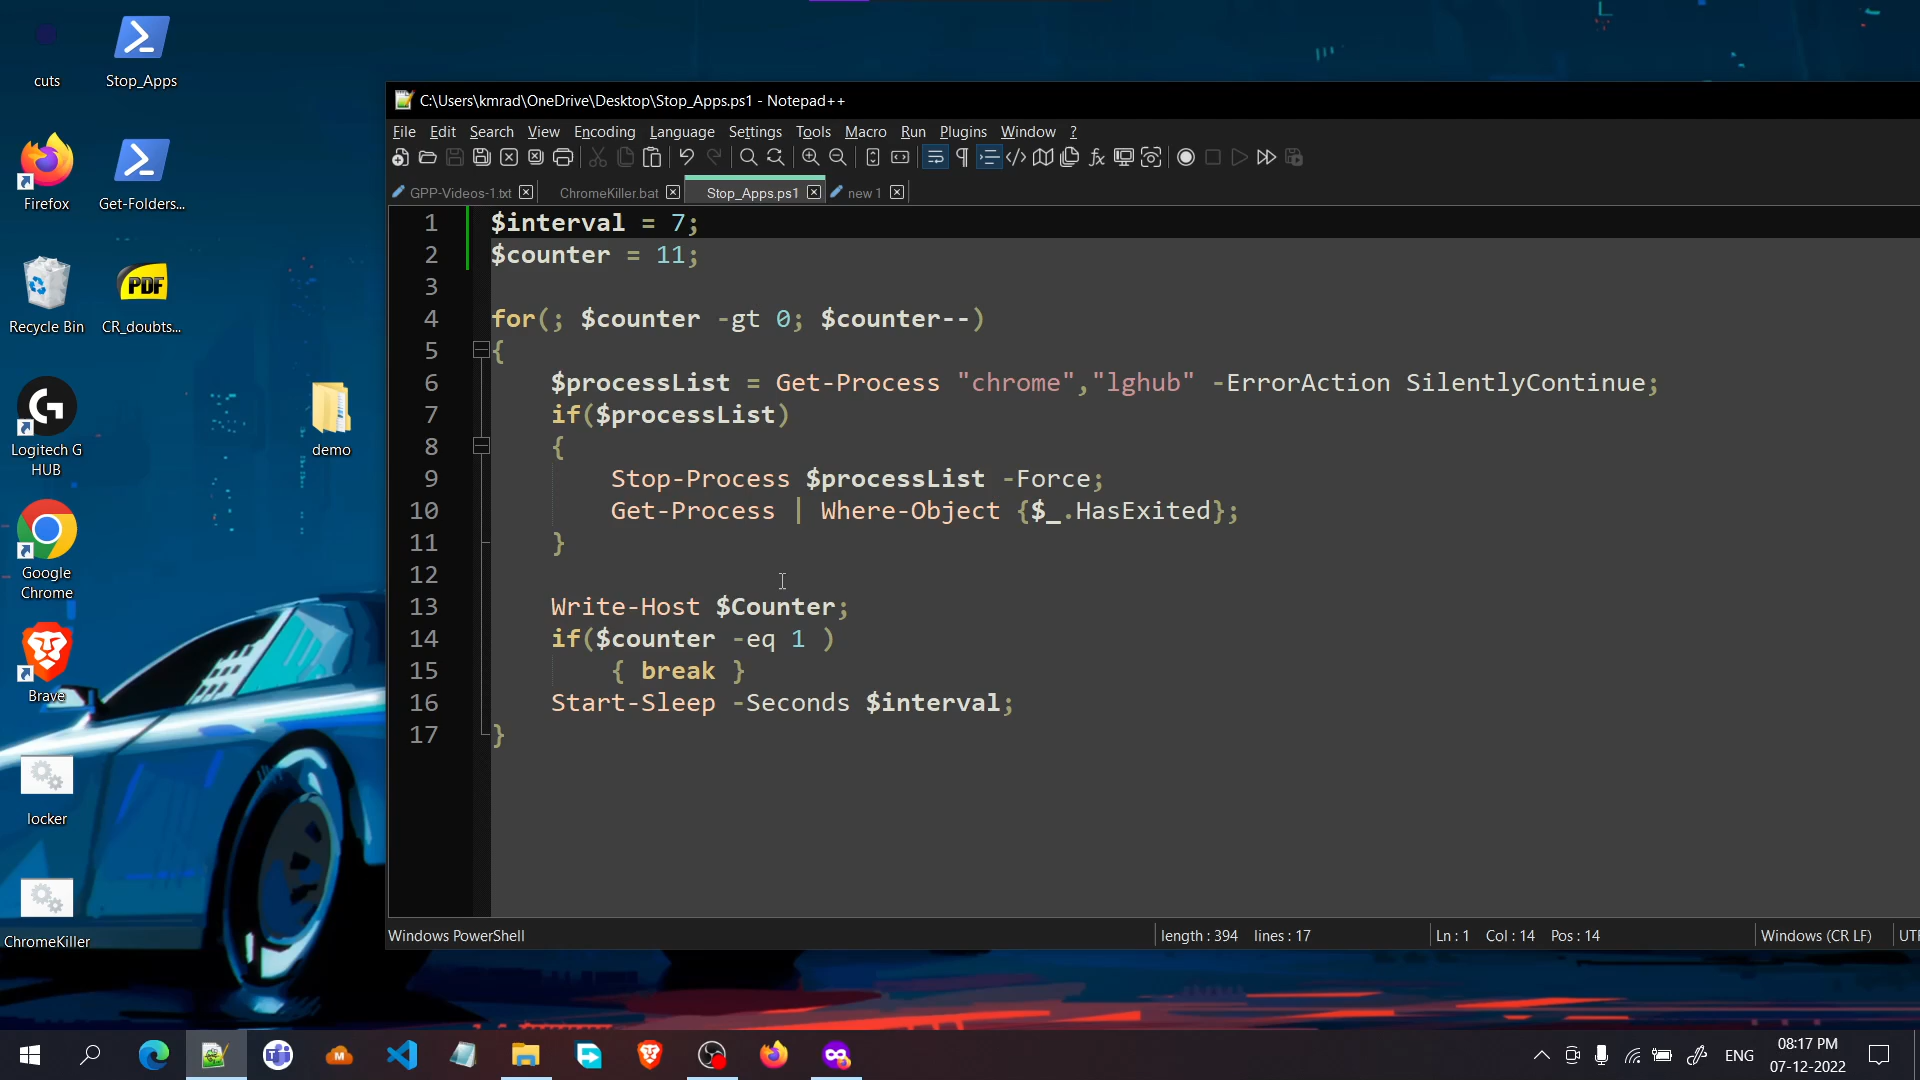 cuts
Stop_Apps
Firefox
Get-Folders...
Recycle Bin
PDF
CR_doubts...
Logitech G
HUB
demo
Google
Chrome
Brave
locker
ChromeKiller
C:\Users\kmrad\OneDrive\Desktop\Stop_Apps.ps1 - Notepad++
File Edit Search View Encoding Language Settings Tools Macro Run Plugins Window ?
GPP-Videos-1.txt ChromeKiller.bat Stop_Apps.ps1 new 1
1 $interval = 7;
2 $counter = 11;
3
4 for(; $counter -gt 0; $counter--)
5 {
6 $processList = Get-Process "chrome","lghub" -ErrorAction SilentlyContinue;
7 if($processList)
8 {
9 Stop-Process $processList -Force;
10 Get-Process | Where-Object {$_.HasExited};
11 }
12
13 Write-Host $Counter;
14 if($counter -eq 1 )
15 { break }
16 Start-Sleep -Seconds $interval;
17 }
Windows PowerShell length : 394 lines : 17 Ln : 1 Col : 14 Pos : 14 Windows (CR LF) UTF
ENG
08:17 PM
07-12-2022